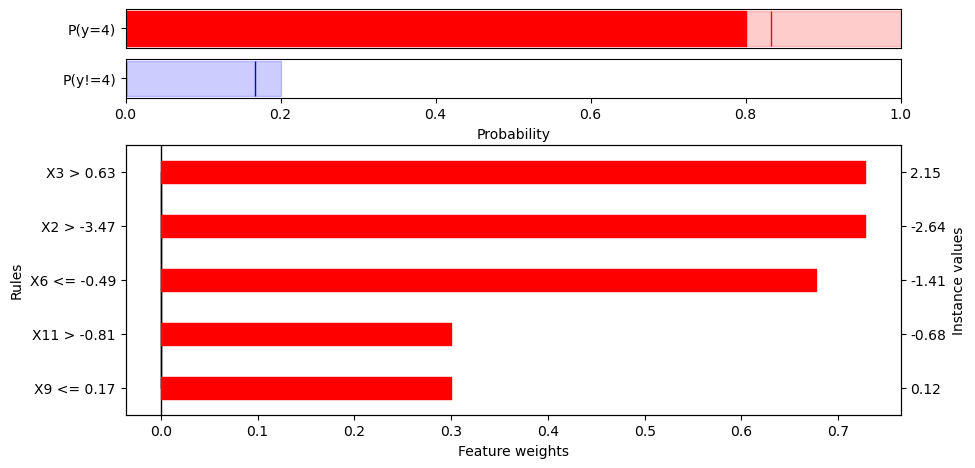 P(y=4)
P(y!=4)
0.0 0.2 0.4 0.6 0.8 1.0
Probability
X3 > 0.63 2.15
X2 > -3.47 -2.64
X6 <= -0.49 -1.41
X11 > -0.81 -0.68
X9 <= 0.17 0.12
Rules
Instance values
0.0 0.1 0.2 0.3 0.4 0.5 0.6 0.7
Feature weights